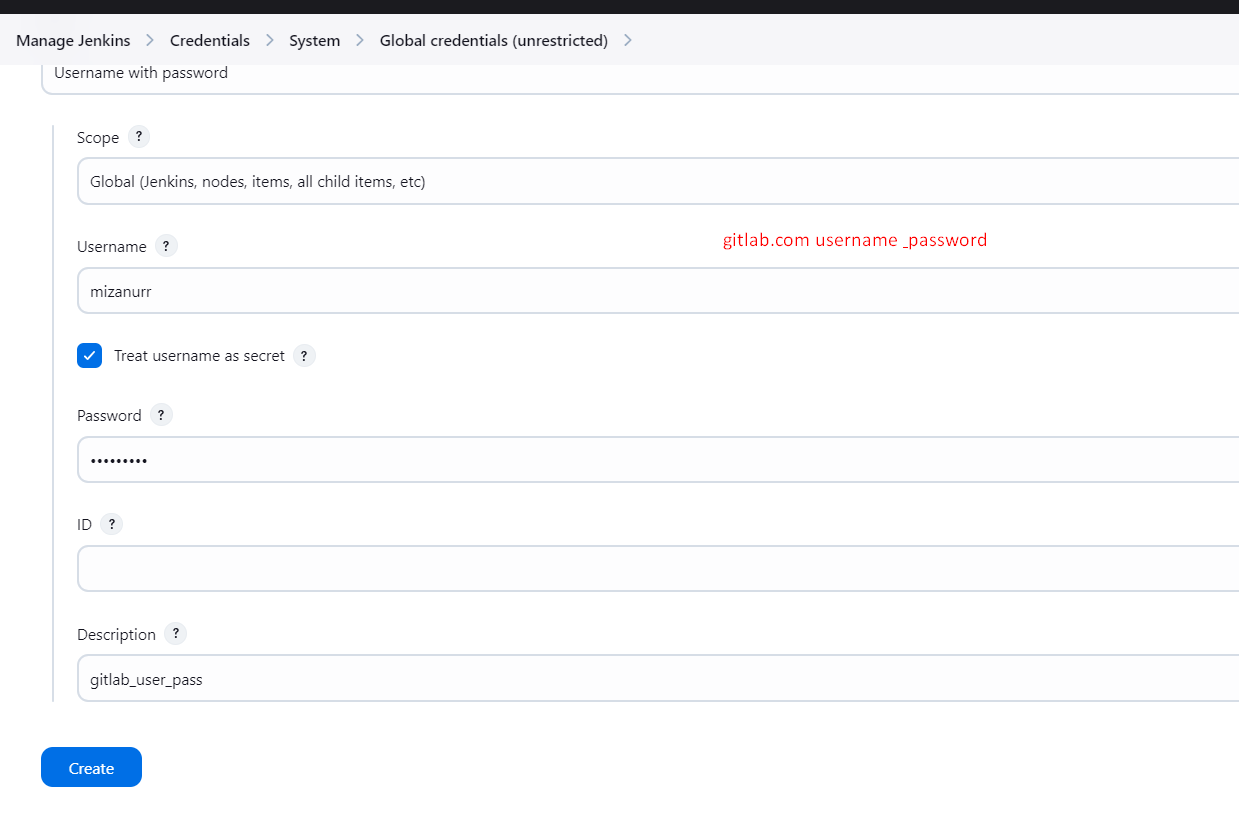 Manage Jenkins > Credentials > System > Global credentials (unrestricted) >
Username with password
Scope ?
Global (Jenkins, nodes, items, all child items, etc)
gitlab.com username _password
Username ?
mizanurr
Treat username as secret ?
Password ?
•••••••••
ID ?
Description ?
gitlab_user_pass
Create